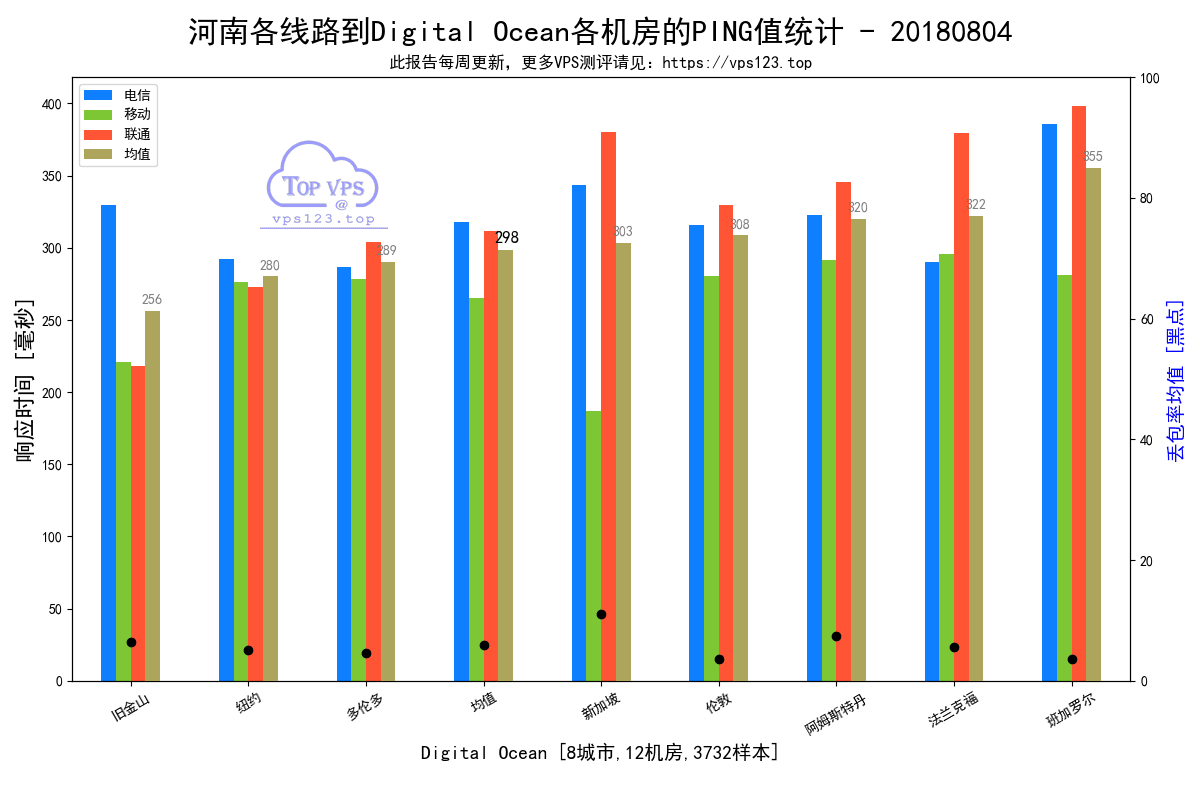 河南各线路到Digital Ocean各机房的PING值统计 - 20180804
此报告每周更新，更多VPS测评请见：https://vps123.top
电信
移动
联通
均值
TOP VPS
@
vps123.top
响应时间 [毫秒]
400
350
300
250
200
150
100
50
0
100
80
60
40
20
0
丢包率均值 [黑点]
256
280
289
298
303
308
320
322
355
旧金山
纽约
多伦多
均值
新加坡
伦敦
阿姆斯特丹
法兰克福
班加罗尔
Digital Ocean [8城市,12机房,3732样本]